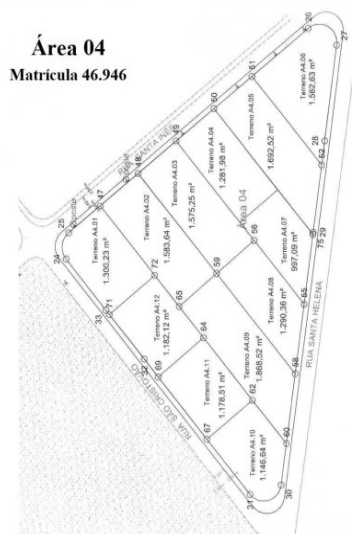 Área 04
Matrícula 46.946
RUA SANTA INÊS
RUA SANTA HELENA
RUA SÃO CRISTOVÃO
Área 04
Terreno A4.01
1.300,23 m²
Terreno A4.02
1.583,64 m²
Terreno A4.03
1.575,25 m²
Terreno A4.04
1.281,98 m²
Terreno A4.05
1.692,52 m²
Terreno A4.06
1.562,63 m²
Terreno A4.07
997,09 m²
Terreno A4.08
1.290,36 m²
Terreno A4.09
1.868,52 m²
Terreno A4.10
1.146,64 m²
Terreno A4.11
1.178,51 m²
Terreno A4.12
1.182,12 m²
24
25
47
48
49
50
51
26
27
28
52
75
29
55
58
60
30
31
67
69
32
71
33
72
65
59
66
64
62